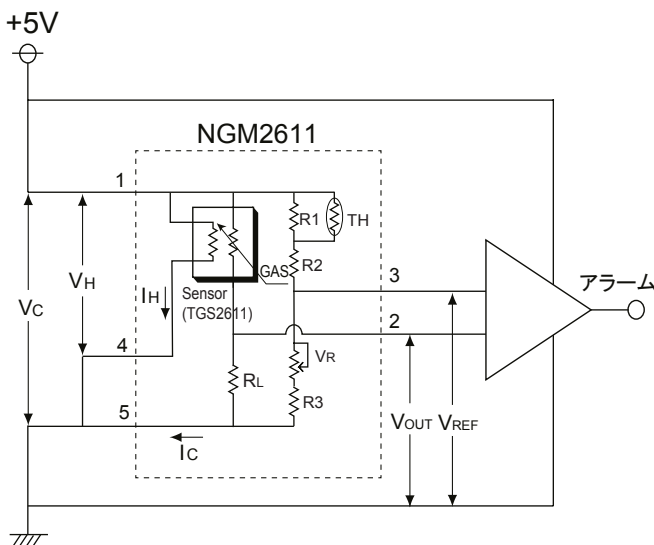 +5V
NGM2611
1
R1
TH
GAS
R2
Sensor
(TGS2611)
3
アラーム
VH
IH
VC
2
4
VR
RL
R3
5
IC
VOUT
VREF